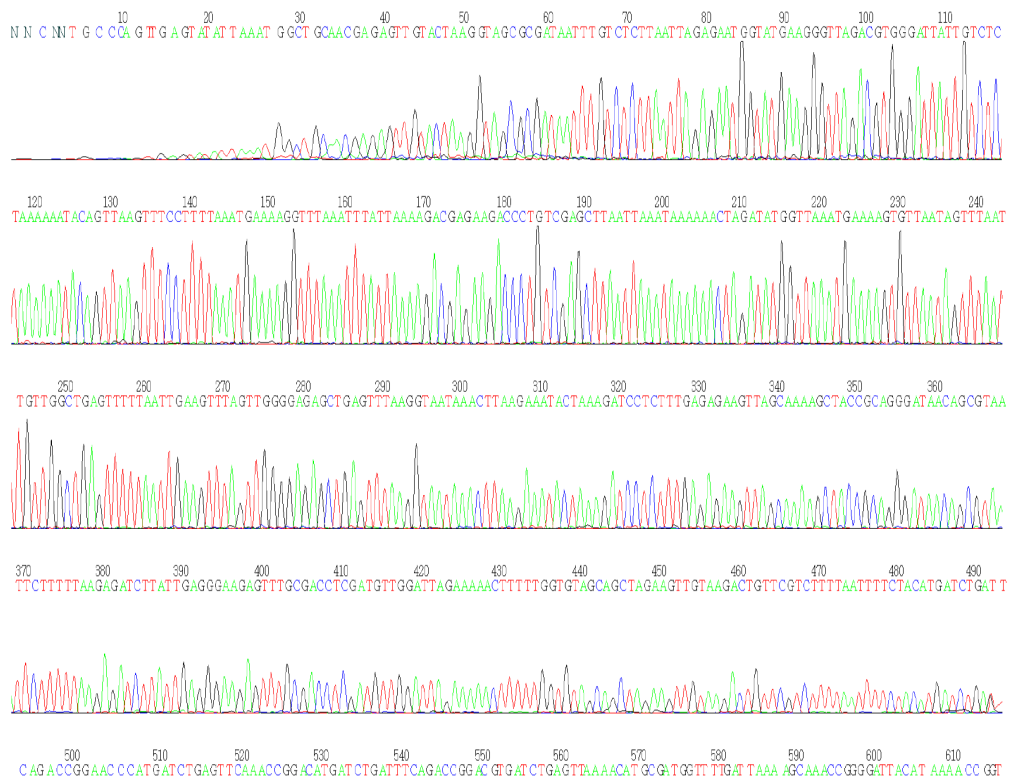 10 20 30 40 50 60 70 80 90 100 110
N N C N N T G C C C A G T T G A G T A T A T T A A A T G G C T G C A A C G A G A G T T G T A C T A A G G T A G C G C G A T A A T T T G T C T C T T A A T T A G A G A A T G G T A T G A A G G G T T A G A C G T G G G A T T A T T G T C T C
120 130 140 150 160 170 180 190 200 210 220 230 240
TAAAAAATACAGTTAAGTTTCCTTTTAAATGAAAAGGTTTAAATTTATTAAAAGACGAGAAGACCCTGTCGAGCTTAATTAAATAAAAAACTAGATATGGTTAAATGAAAAGTGTTAATAGTTTAAT
250 260 270 280 290 300 310 320 330 340 350 360
TGTTGGCTGAGTTTTTAATTGAAGTTTAGTTGGGGAGAGCTGAGTTTAAGGTAATAAACTTAAGAAATACTAAAGATCCTCTTTGAGAGAAGTTAGCAAAAGCTACCGCAGGGATAACAGCGTAA
370 380 390 400 410 420 430 440 450 460 470 480 490
TTCTTTTTAAGAGATCTTATTGAGGGAAGAGTTTGCGACCTCGATGTTGGATTAGAAAAACTTTTTGGTGTAGCAGCTAGAAGTTGTAAGACTGTTCGTCTTTTAATTTTCTACATGATCTGATT
500 510 520 530 540 550 560 570 580 590 600 610
CAGACCGGAACCCATGATCTGAGTTCAAACCGGACATGATCTGATTTCAGACCGGACGTGATCTGAGTTAAAACATGCGATGGTTTTGATTAAAAGCAAACCGGGGTTACATAAAACCGGT